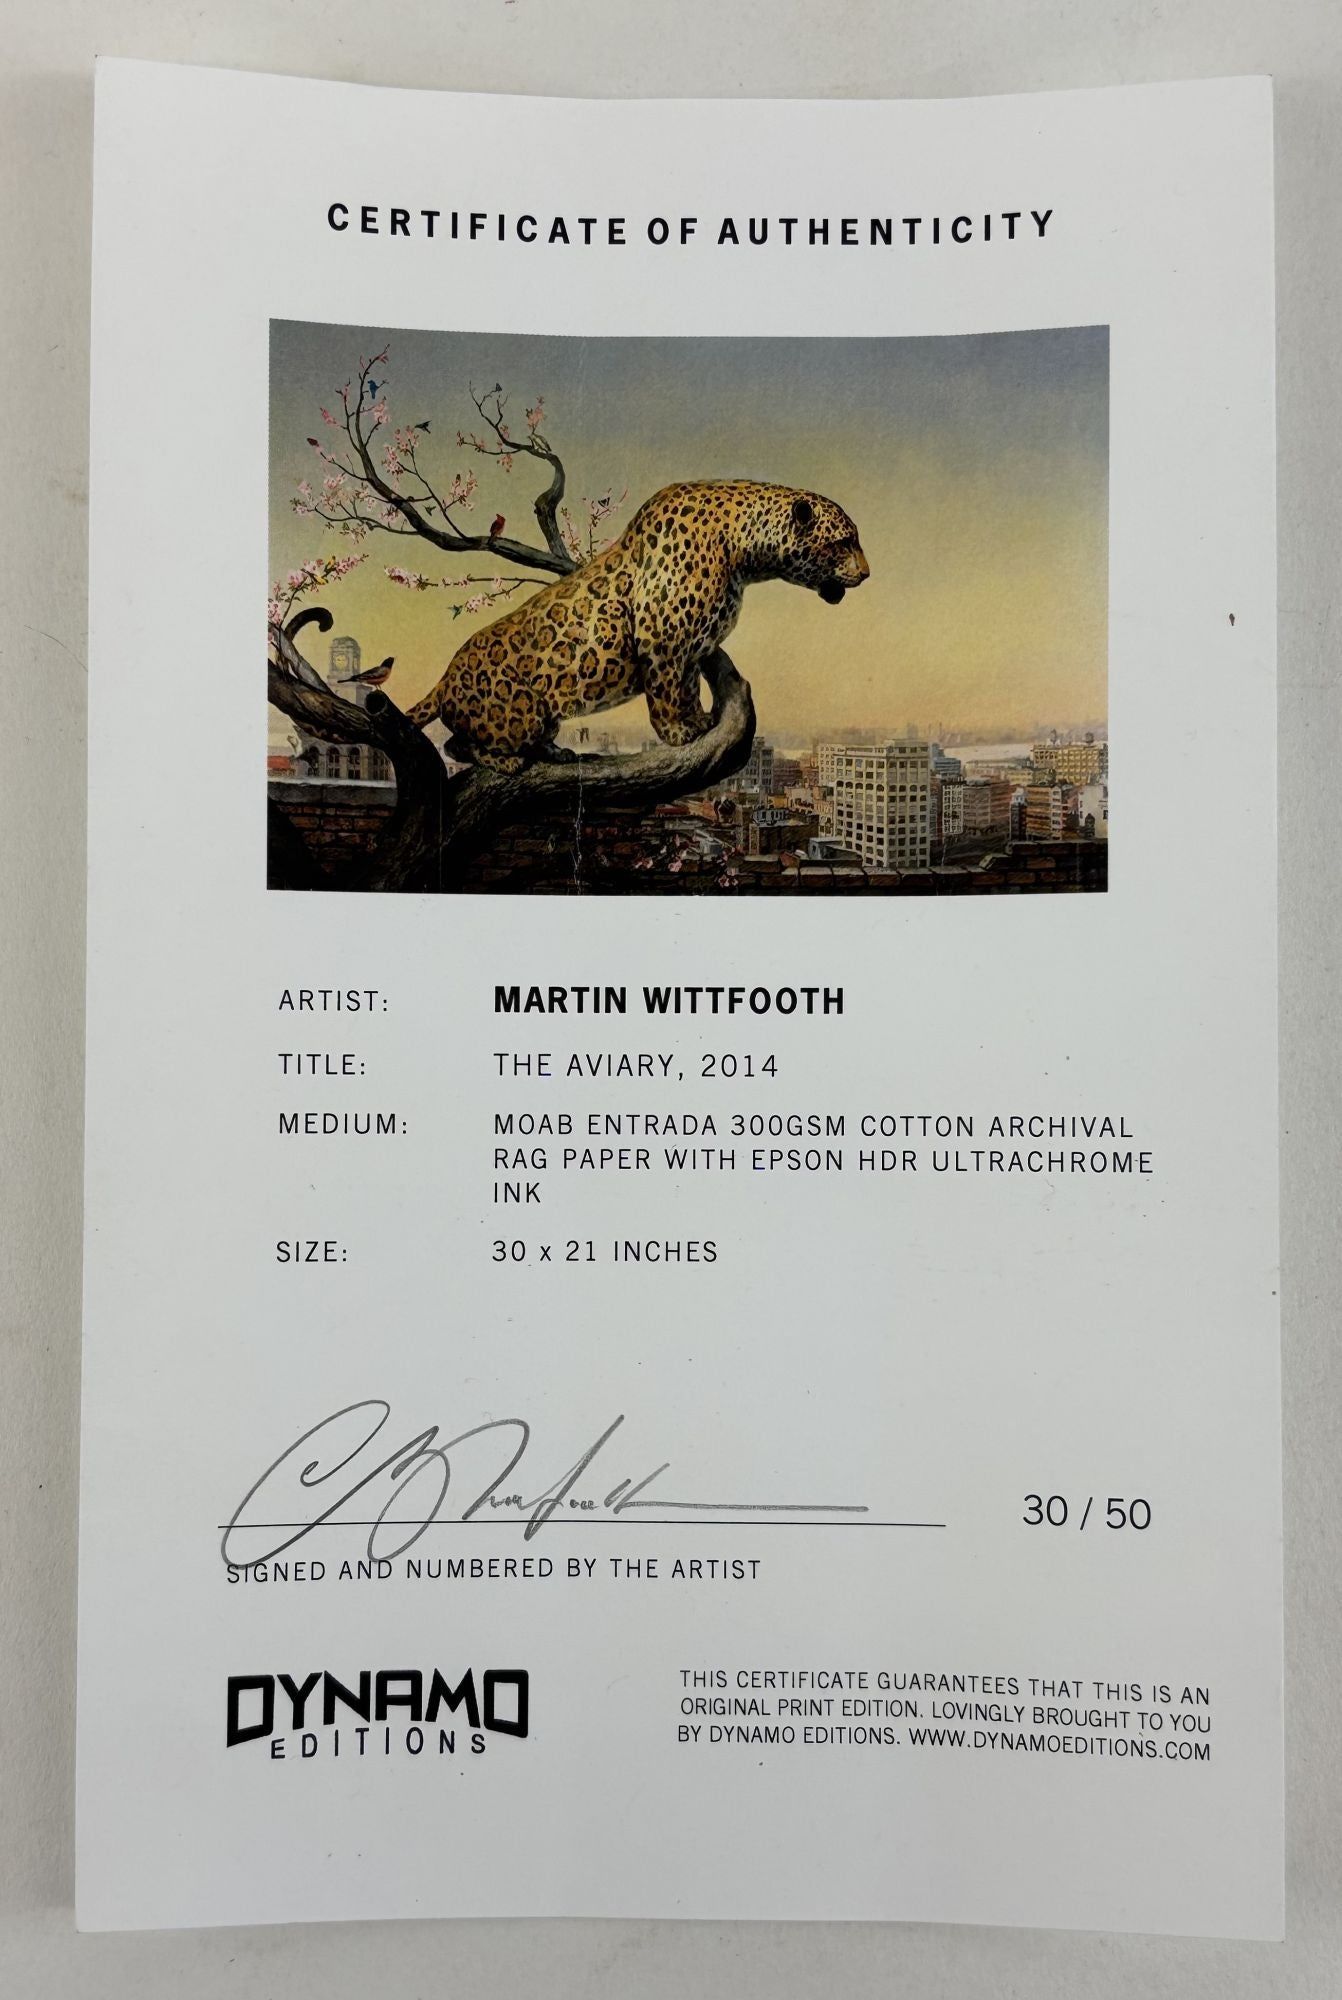 CERTIFICATE OF AUTHENTICITY
ARTIST: MARTIN WITTFOOTH
TITLE: THE AVIARY, 2014
MEDIUM: MOAB ENTRADA 300GSM COTTON ARCHIVAL
RAG PAPER WITH EPSON HDR ULTRACHROME
INK
SIZE: 30 x 21 INCHES
30 / 50
SIGNED AND NUMBERED BY THE ARTIST
DYNAMO
EDITIONS
THIS CERTIFICATE GUARANTEES THAT THIS IS AN
ORIGINAL PRINT EDITION. LOVINGLY BROUGHT TO YOU
BY DYNAMO EDITIONS. WWW.DYNAMOEDITIONS.COM